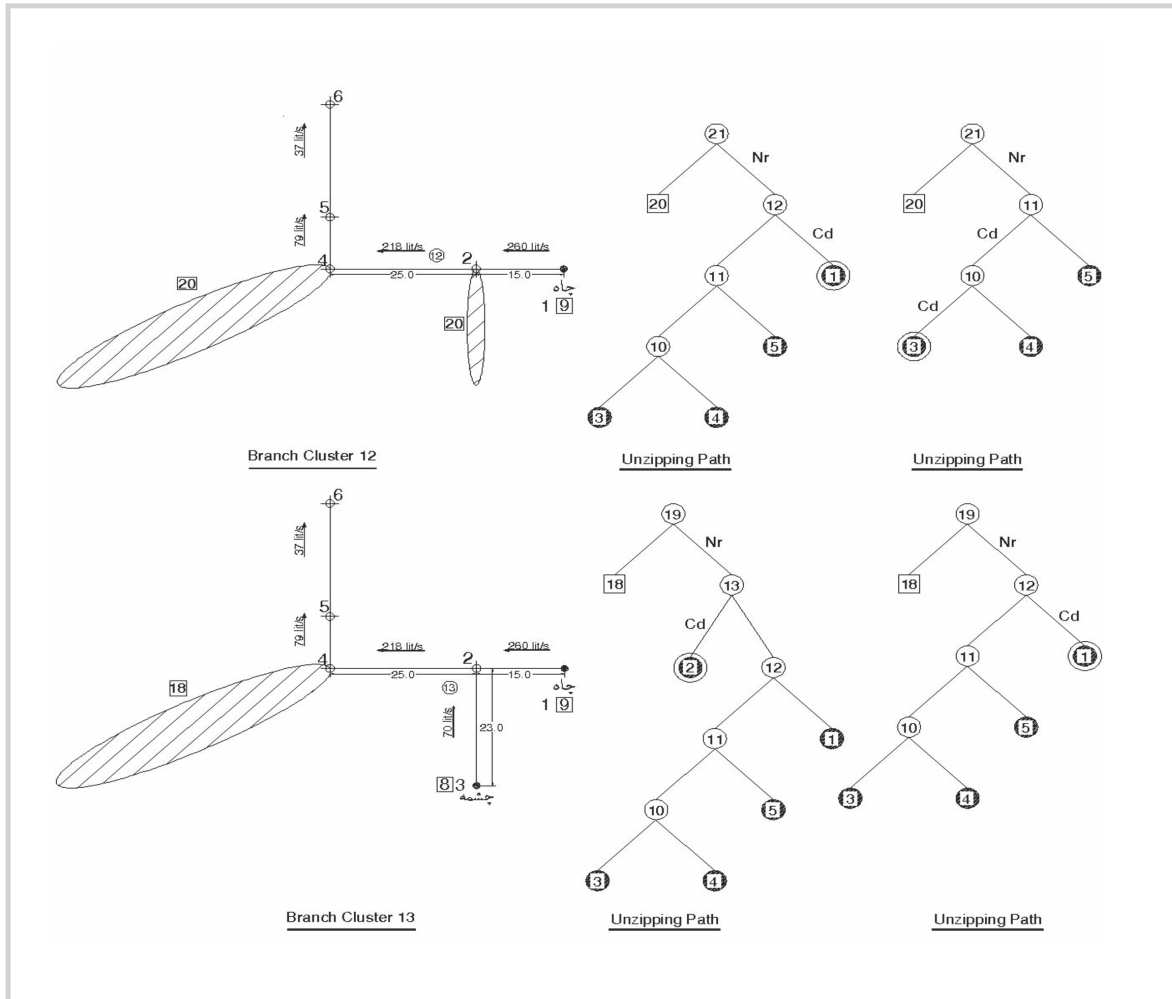 6
37 lit/s
5
79 lit/s
4
218 lit/s
12
2
260 lit/s
25.0
15.0
چاه
1 9
20
20
Branch Cluster 12
21
Nr
20
12
Cd
11
1
10
5
3
4
Unzipping Path
21
Nr
20
11
Cd
10
5
Cd
3
4
Unzipping Path
6
37 lit/s
5
79 lit/s
4
218 lit/s
2
260 lit/s
25.0
13
15.0
چاه
1 9
18
70 lit/s
23.0
8 3
چشمه
Branch Cluster 13
19
Nr
18
13
Cd
2
12
11
1
10
5
3
4
Unzipping Path
19
Nr
18
12
Cd
11
1
10
5
3
4
Unzipping Path